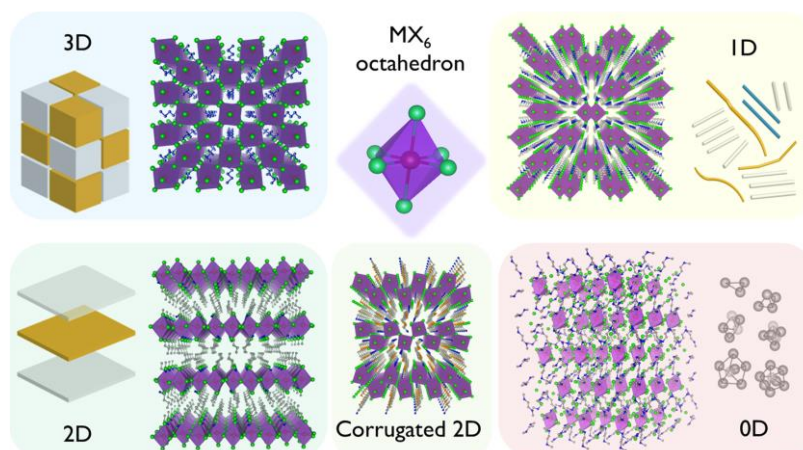 3D
MX₆
octahedron
1D
2D
Corrugated 2D
0D